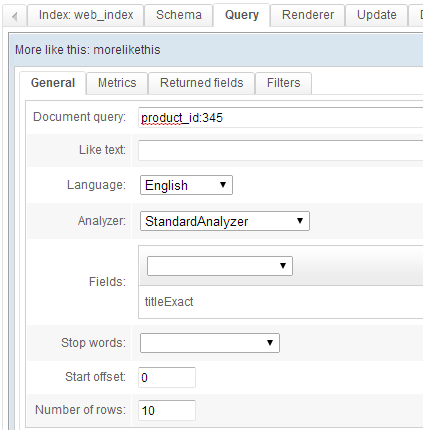 Index: web_index Schema Query Renderer Update
More like this: morelikethis
General Metrics Returned fields Filters
Document query: product_id:345
Like text:
Language: English
Analyzer: StandardAnalyzer
Fields:
titleExact
Stop words:
Start offset: 0
Number of rows: 10